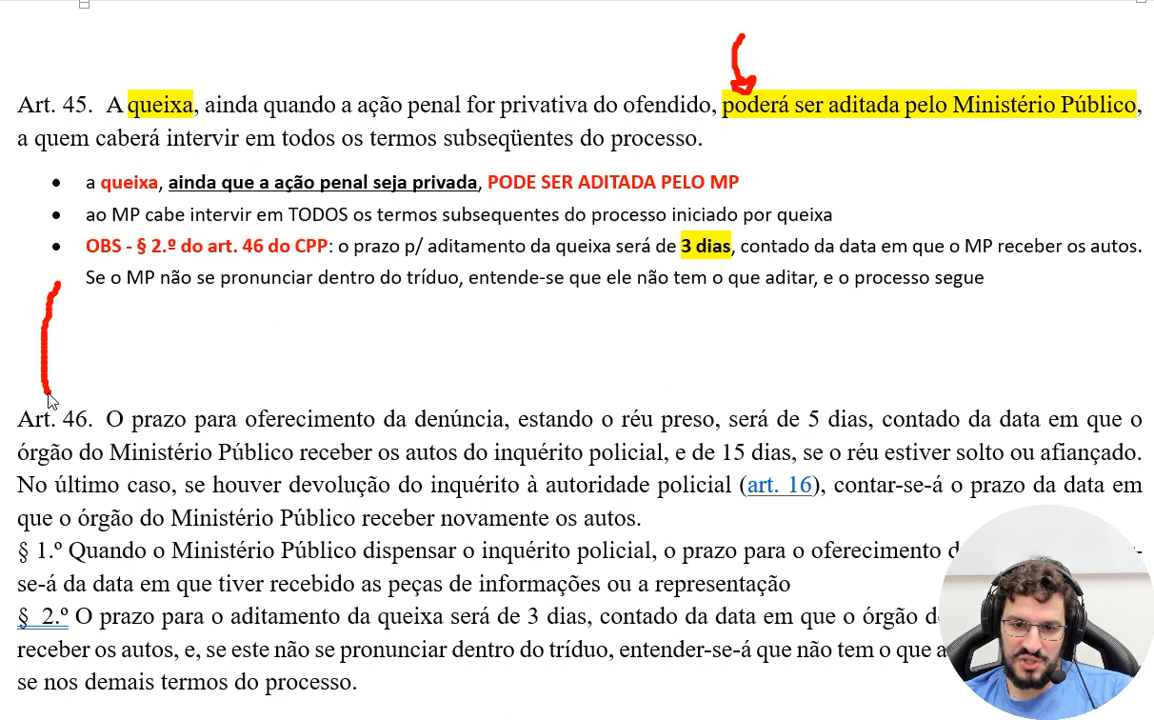 Art. 45. A queixa, ainda quando a ação penal for privativa do ofendido, poderá ser aditada pelo Ministério Público,
a quem caberá intervir em todos os termos subseqüentes do processo.
• a queixa, ainda que a ação penal seja privada, PODE SER ADITADA PELO MP
• ao MP cabe intervir em TODOS os termos subsequentes do processo iniciado por queixa
• OBS - § 2.º do art. 46 do CPP: o prazo p/ aditamento da queixa será de 3 dias, contado da data em que o MP receber os autos.
Se o MP não se pronunciar dentro do tríduo, entende-se que ele não tem o que aditar, e o processo segue
Art. 46. O prazo para oferecimento da denúncia, estando o réu preso, será de 5 dias, contado da data em que o
órgão do Ministério Público receber os autos do inquérito policial, e de 15 dias, se o réu estiver solto ou afiançado.
No último caso, se houver devolução do inquérito à autoridade policial (art. 16), contar-se-á o prazo da data em
que o órgão do Ministério Público receber novamente os autos.
§ 1.º Quando o Ministério Público dispensar o inquérito policial, o prazo para o oferecimento
se-á da data em que tiver recebido as peças de informações ou a representação
§ 2.º O prazo para o aditamento da queixa será de 3 dias, contado da data em que o órgão
receber os autos, e, se este não se pronunciar dentro do tríduo, entender-se-á que não tem o que
se nos demais termos do processo.